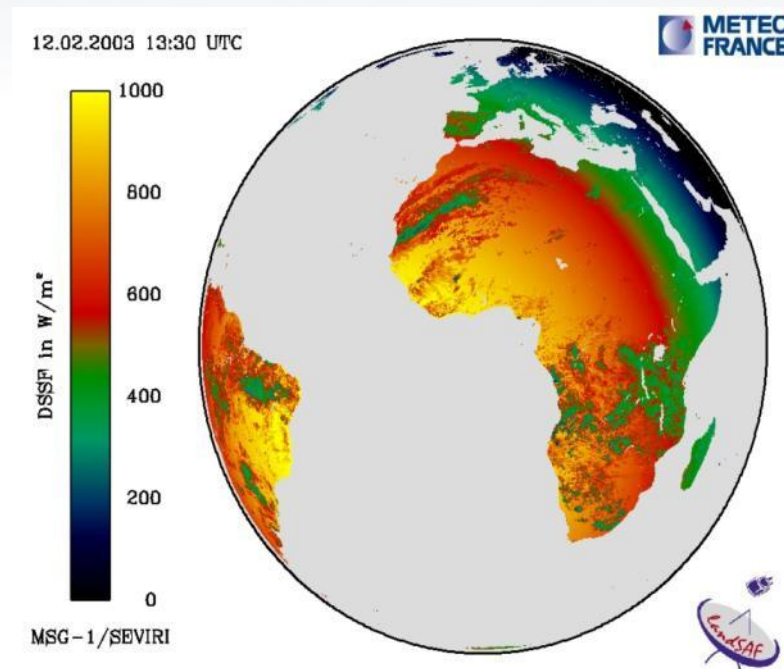 12.02.2003 13:30 UTC
METEO
FRANCE
1000
800
600
400
200
0
DSSF in W/m²
MSG-1/SEVIRI
landSAF